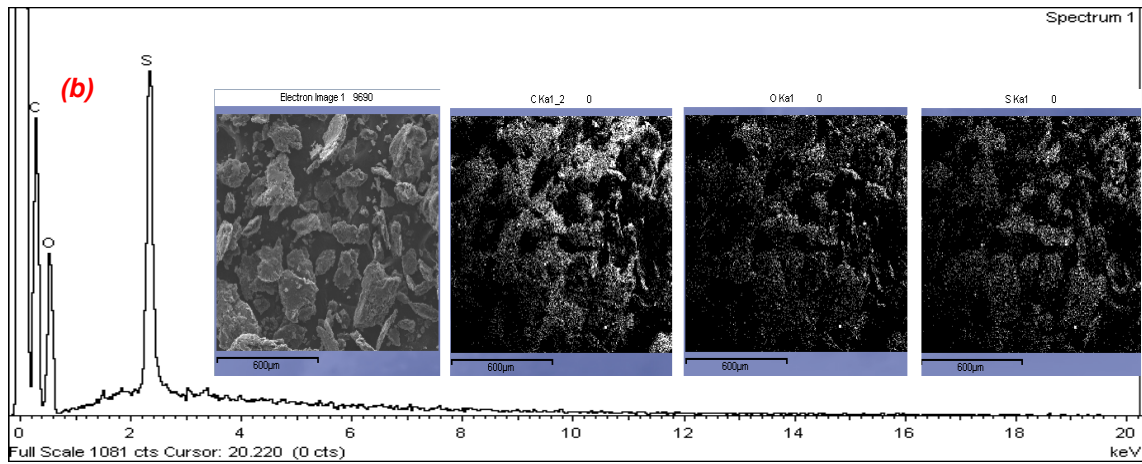 Spectrum 1
S
(b)
C
O
Electron Image 1 9690
C Ka1_2 0
O Ka1 0
S Ka1 0
600µm
600µm
600µm
600µm
0 2 4 6 8 10 12 14 16 18 20
Full Scale 1081 cts Cursor: 20.220 (0 cts) keV